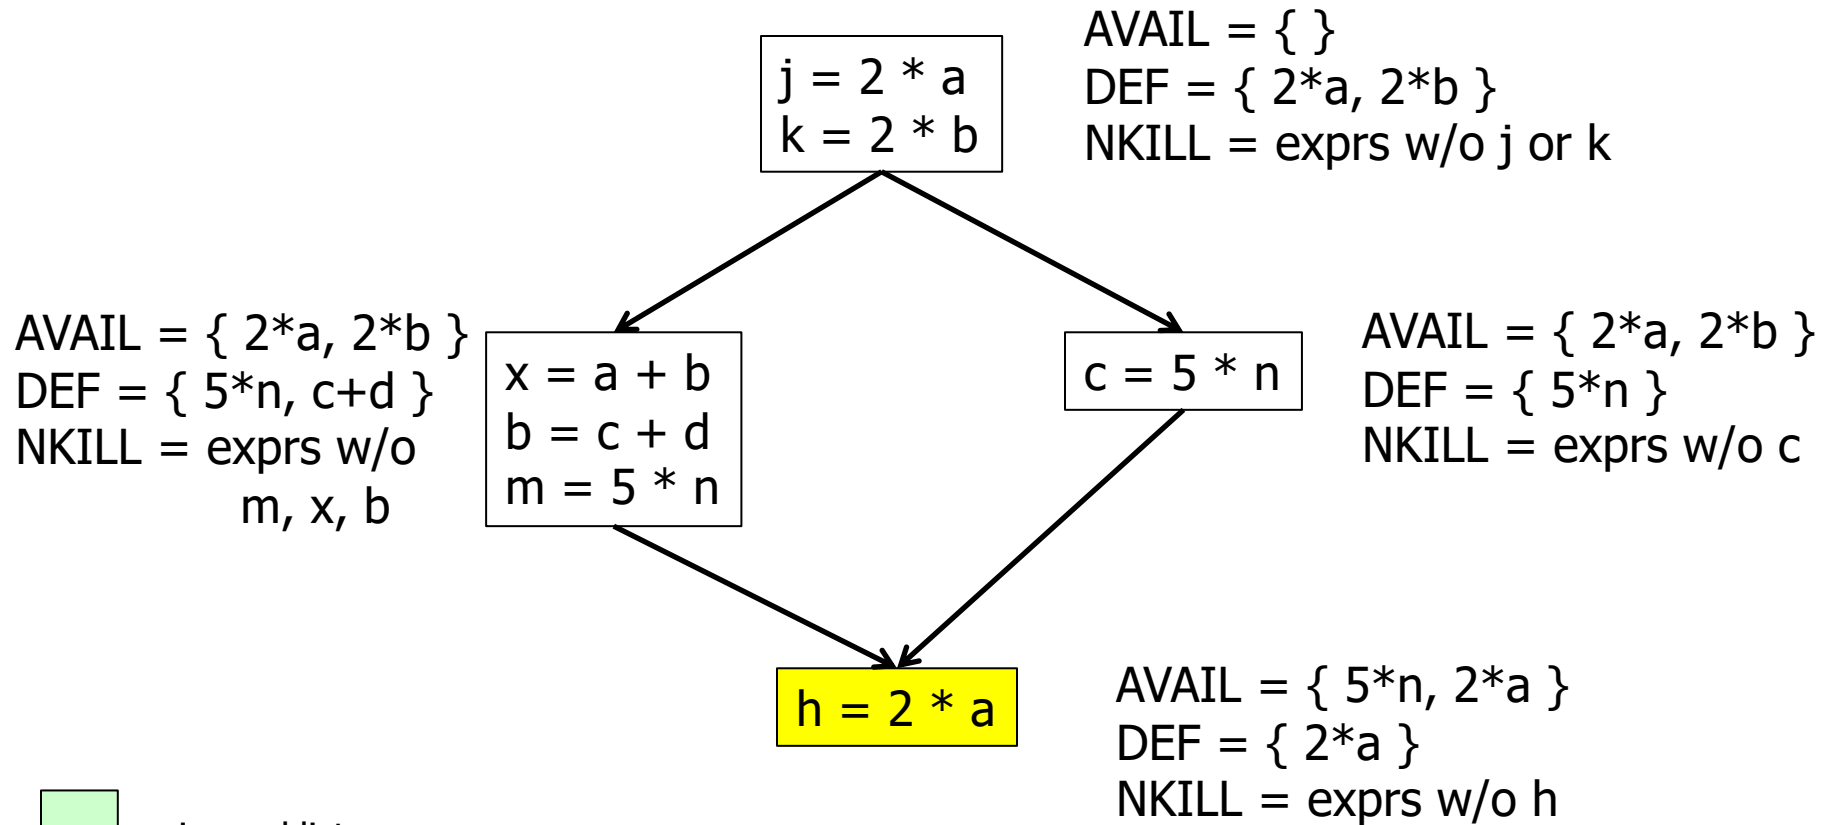 j = 2 * a
k = 2 * b
AVAIL = { }
DEF = { 2*a, 2*b }
NKILL = exprs w/o j or k
AVAIL = { 2*a, 2*b }
DEF = { 5*n, c+d }
NKILL = exprs w/o
m, x, b
x = a + b
b = c + d
m = 5 * n
c = 5 * n
AVAIL = { 2*a, 2*b }
DEF = { 5*n }
NKILL = exprs w/o c
h = 2 * a
AVAIL = { 5*n, 2*a }
DEF = { 2*a }
NKILL = exprs w/o h